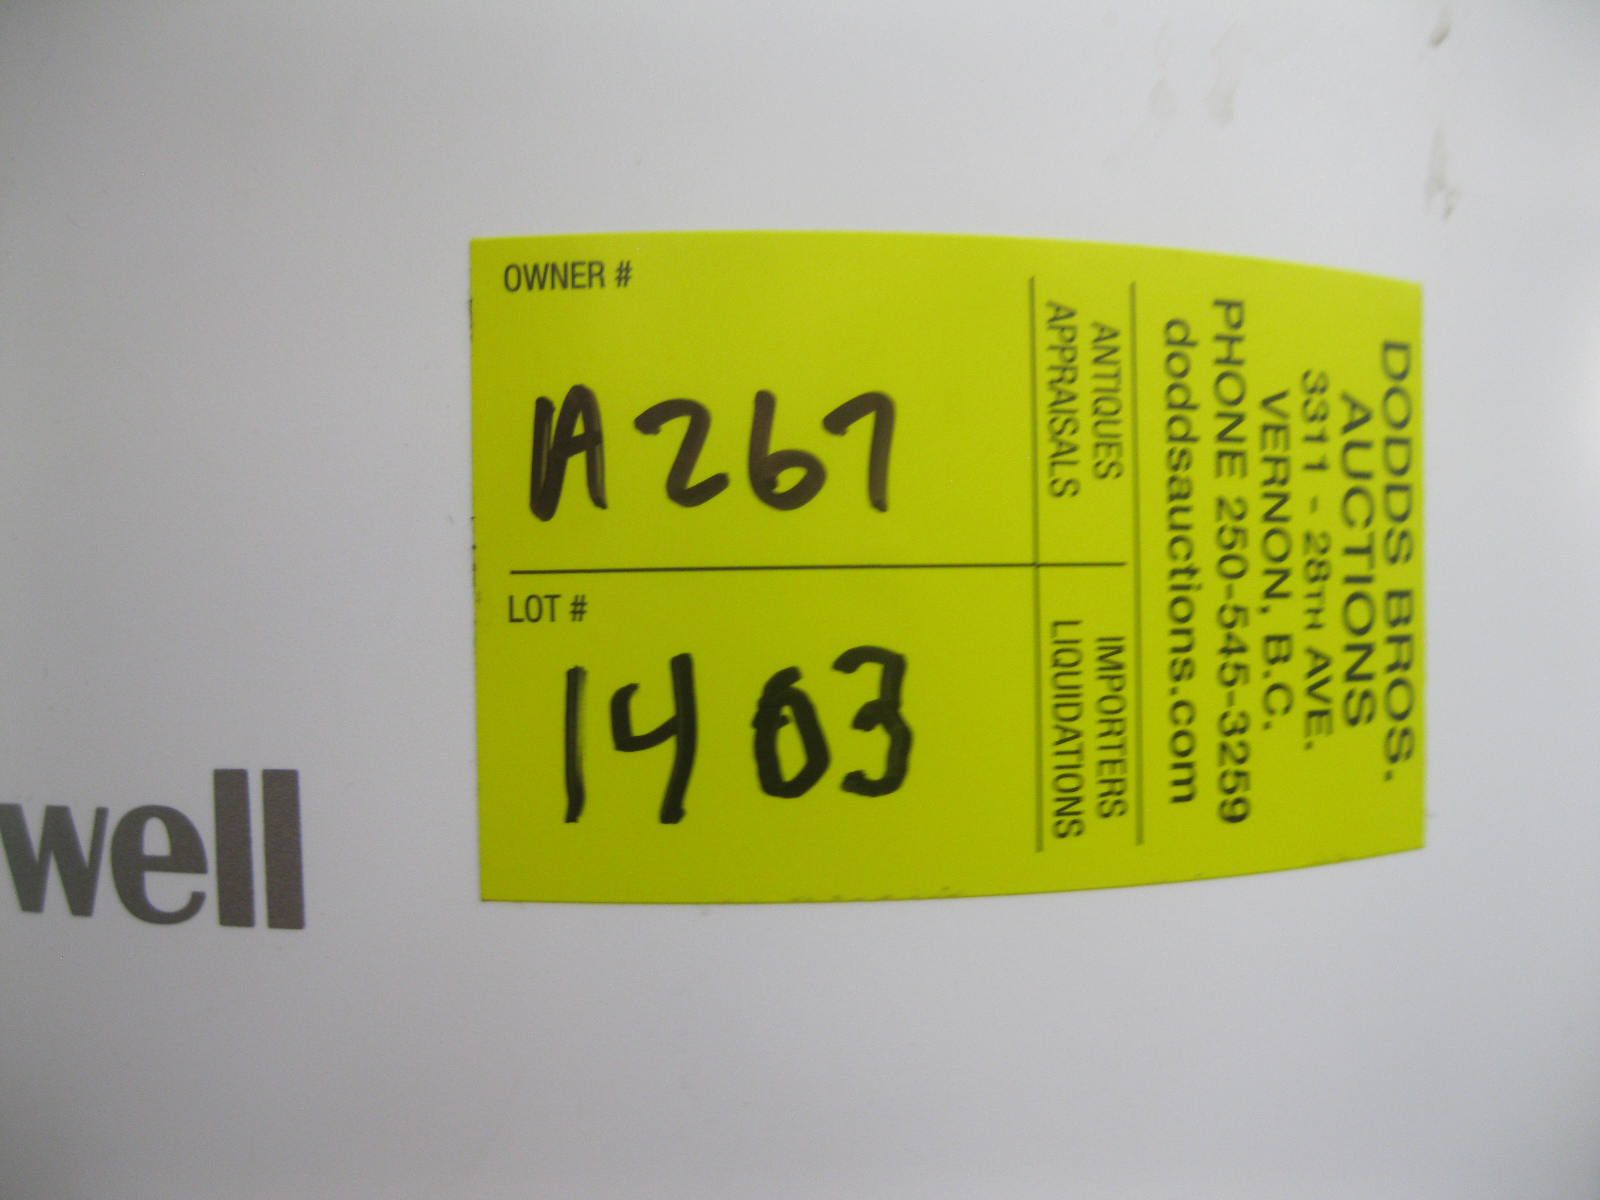 OWNER #
A267
LOT #
1403
DODDS BROS.
AUCTIONS
3311 - 28TH AVE.
VERNON, B.C.
PHONE 250-545-3259
doddsauctions.com
ANTIQUES
APPRAISALS
IMPORTERS
LIQUIDATIONS
well